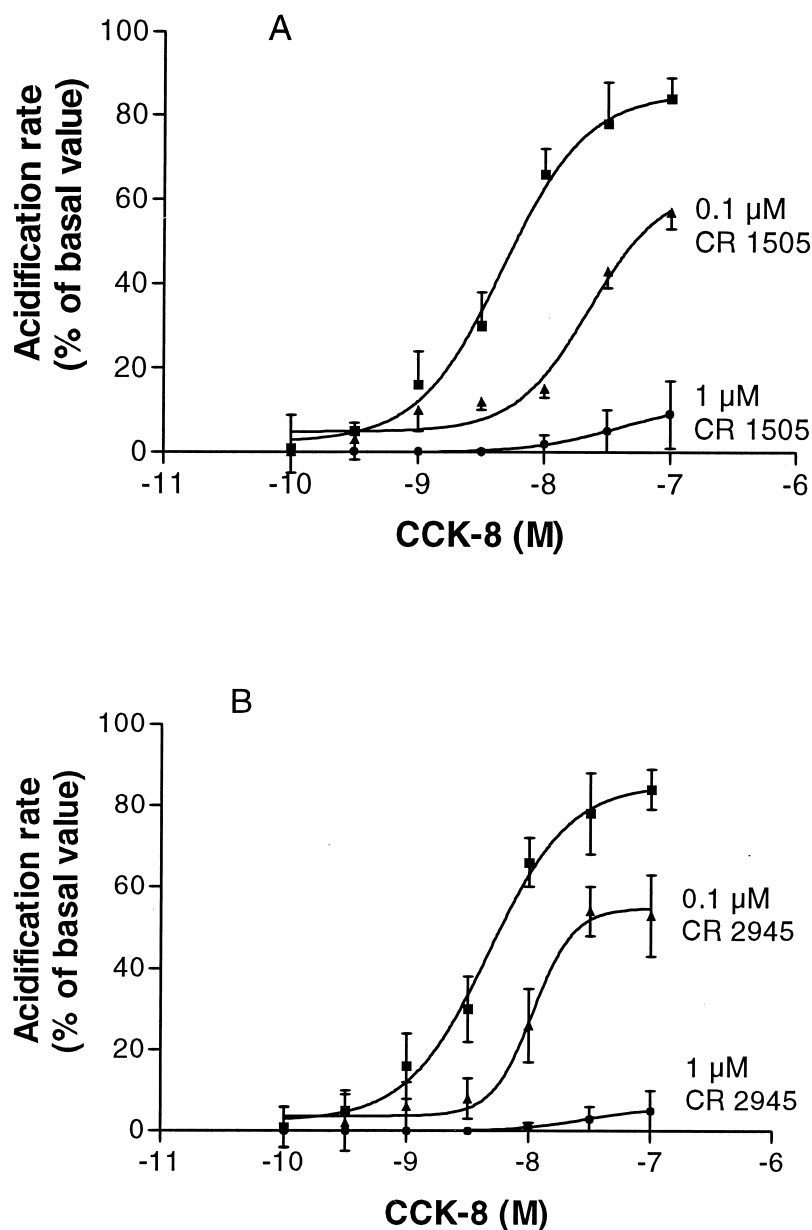 A
Acidification rate
(% of basal value)
100
80
60
40
20
0
0.1 µM
CR 1505
1 µM
CR 1505
-11
-10
-9
-8
-7
-6
CCK-8 (M)
B
Acidification rate
(% of basal value)
100
80
60
40
20
0
0.1 µM
CR 2945
1 µM
CR 2945
-11
-10
-9
-8
-7
-6
CCK-8 (M)